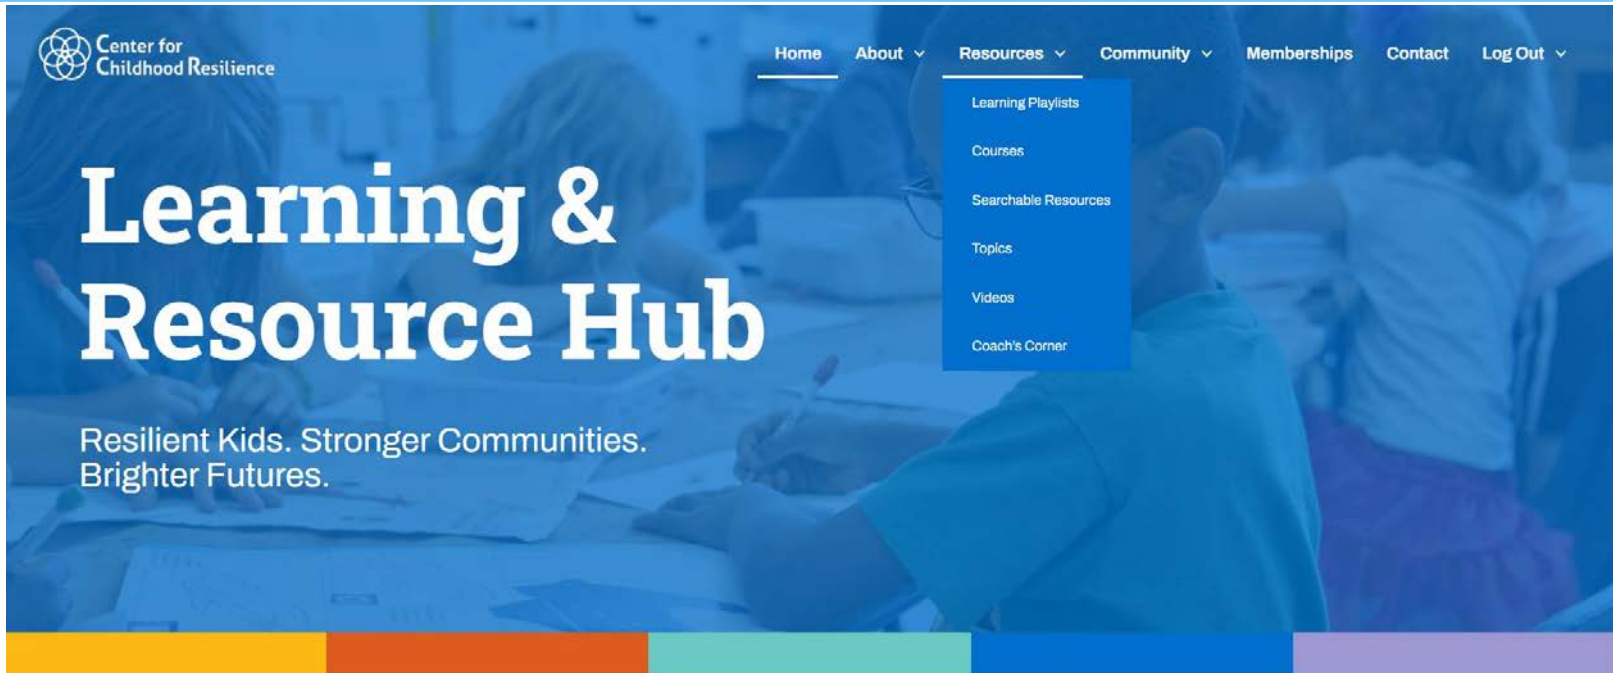 Center for
Childhood Resilience
Home About Resources Community Memberships Contact Log Out
Learning Playlists
Courses
Searchable Resources
Topics
Videos
Coach's Corner
Learning &
Resource Hub
Resilient Kids. Stronger Communities.
Brighter Futures.